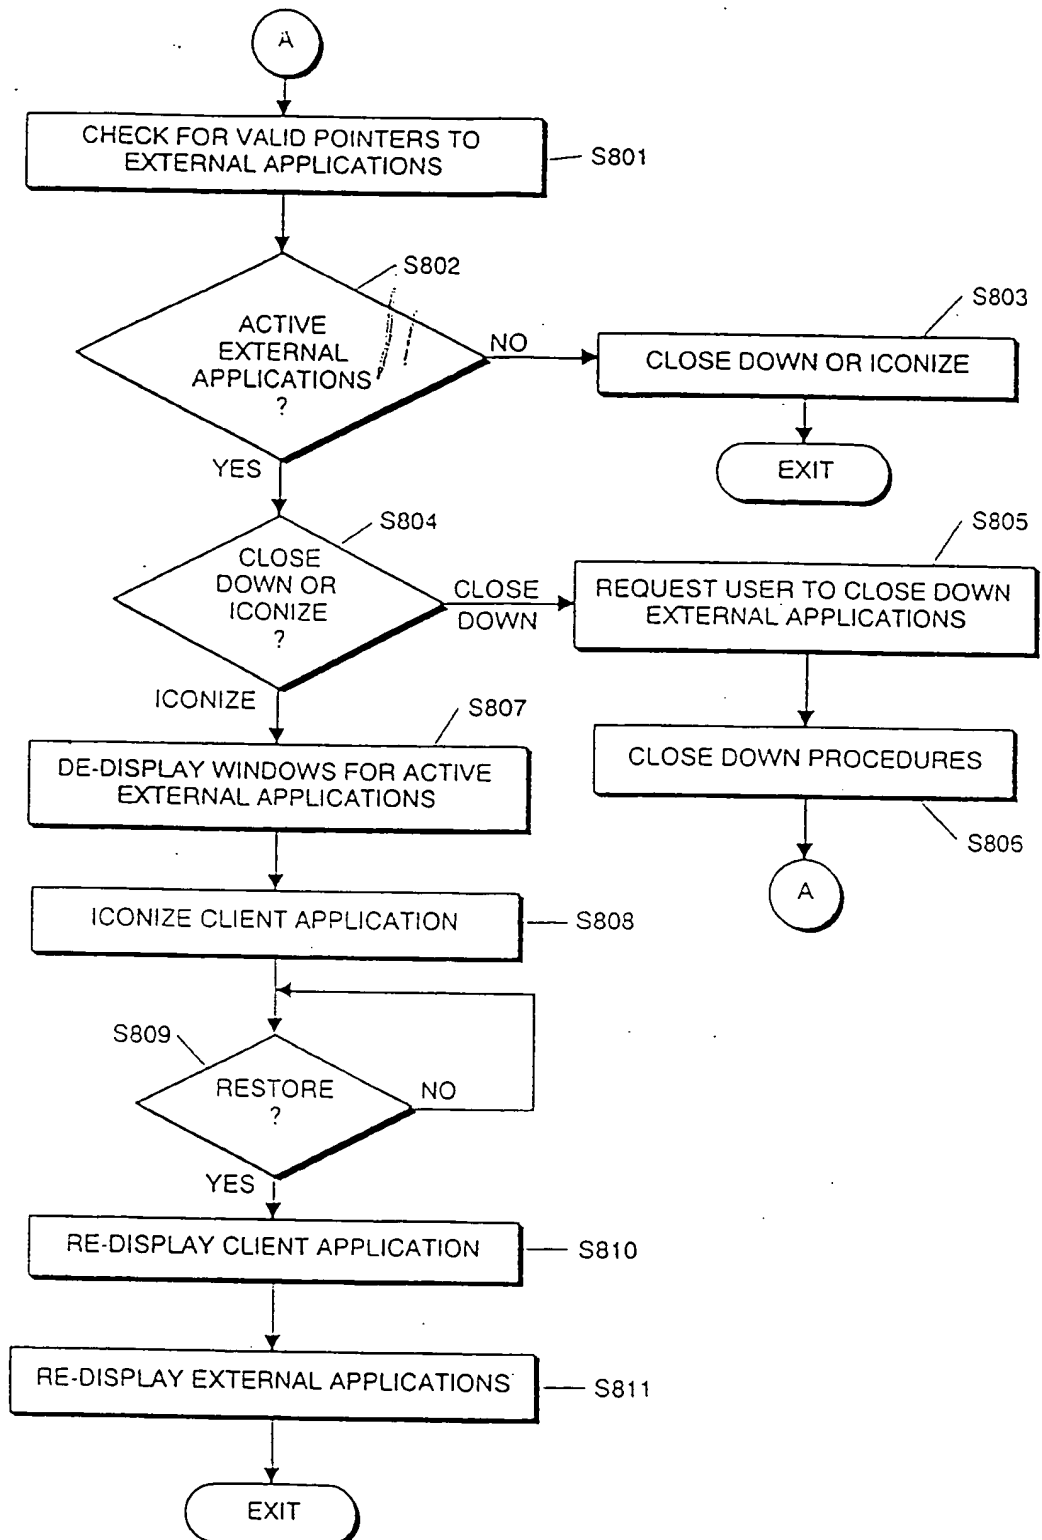 A
CHECK FOR VALID POINTERS TO
EXTERNAL APPLICATIONS
S801
S802
ACTIVE
EXTERNAL
APPLICATIONS
?
NO
S803
CLOSE DOWN OR ICONIZE
EXIT
YES
S804
CLOSE
DOWN OR
ICONIZE
?
CLOSE
DOWN
S805
REQUEST USER TO CLOSE DOWN
EXTERNAL APPLICATIONS
ICONIZE
S807
CLOSE DOWN PROCEDURES
S806
A
DE-DISPLAY WINDOWS FOR ACTIVE
EXTERNAL APPLICATIONS
ICONIZE CLIENT APPLICATION
S808
S809
RESTORE
?
NO
YES
RE-DISPLAY CLIENT APPLICATION
S810
RE-DISPLAY EXTERNAL APPLICATIONS
S811
EXIT